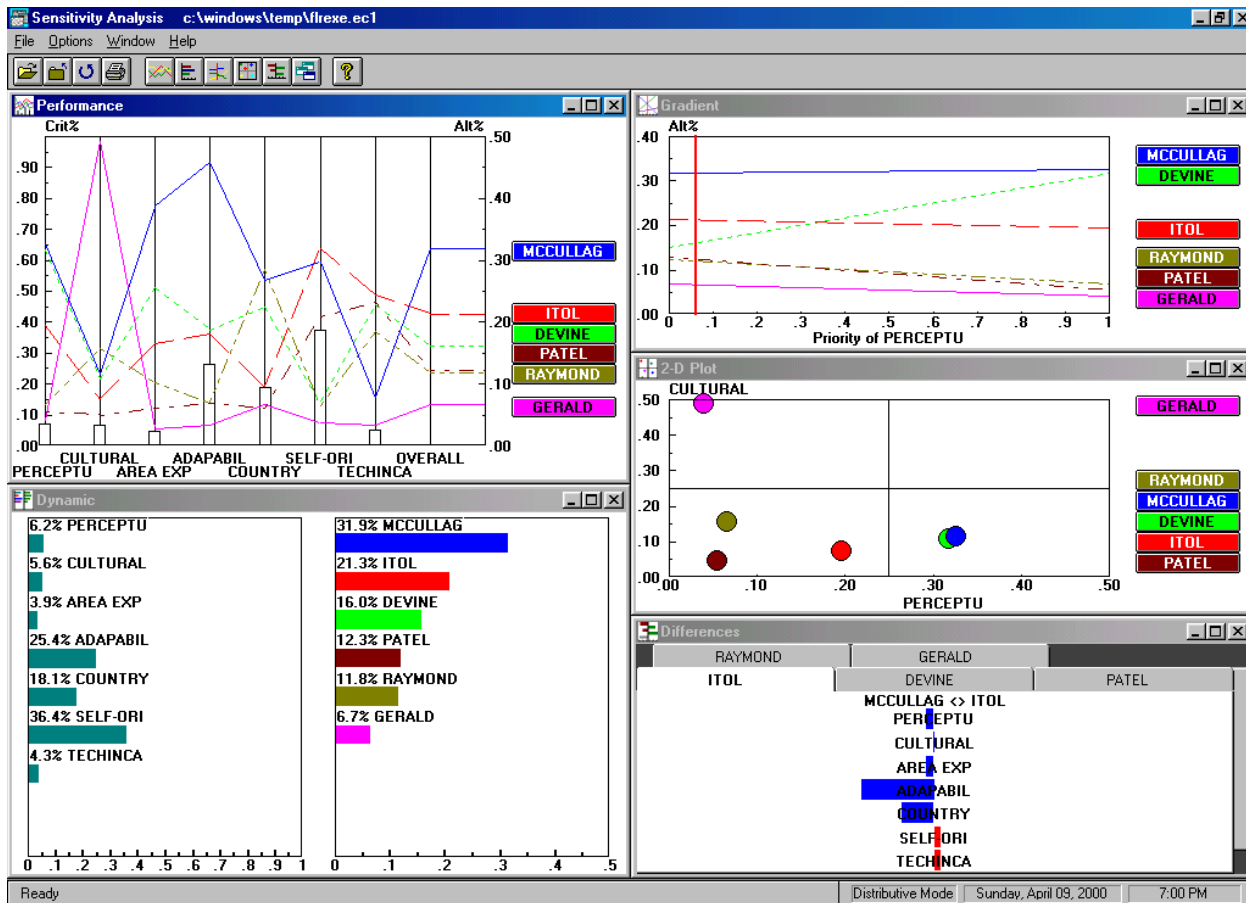 Sensitivity Analysis c:\windows\temp\flrexe.ec1
File Options Window Help
Performance
Crit% Alt%
.90
.80
.70
.60
.50
.40
.30
.20
.10
.00
.50
.40
.30
.20
.10
.00
MCCULLAG
ITOL
DEVINE
PATEL
RAYMOND
GERALD
CULTURAL ADAPABIL SELF-ORI OVERALL
PERCEPTU AREA EXP COUNTRY TECHINCA
Gradient
Alt%
.40
.30
.20
.10
.00
0 .1 .2 .3 .4 .5 .6 .7 .8 .9 1
Priority of PERCEPTU
MCCULLAG
DEVINE
ITOL
RAYMOND
PATEL
GERALD
2-D Plot
CULTURAL
.50
.40
.30
.20
.10
.00
.00 .10 .20 .30 .40 .50
PERCEPTU
GERALD
RAYMOND
MCCULLAG
DEVINE
ITOL
PATEL
Dynamic
6.2% PERCEPTU
5.6% CULTURAL
3.9% AREA EXP
25.4% ADAPABIL
18.1% COUNTRY
36.4% SELF-ORI
4.3% TECHINCA
0 .1 .2 .3 .4 .5 .6 .7 .8 .9 1
31.9% MCCULLAG
21.3% ITOL
16.0% DEVINE
12.3% PATEL
11.8% RAYMOND
6.7% GERALD
0 .1 .2 .3 .4 .5
Differences
RAYMOND GERALD
ITOL DEVINE PATEL
MCCULLAG <> ITOL
PERCEPTU
CULTURAL
AREA EXP
ADAPABIL
COUNTRY
SELF-ORI
TECHINCA
Ready Distributive Mode Sunday, April 09, 2000 7:00 PM